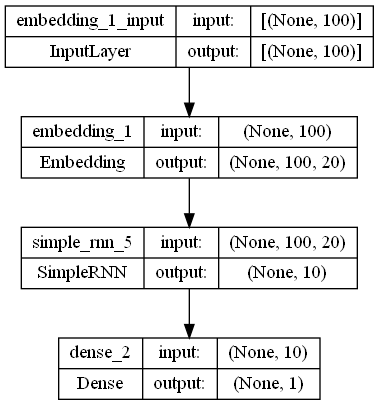 embedding_1_input input: [(None, 100)]
InputLayer output: [(None, 100)]
embedding_1 input: (None, 100)
Embedding output: (None, 100, 20)
simple_rnn_5 input: (None, 100, 20)
SimpleRNN output: (None, 10)
dense_2 input: (None, 10)
Dense output: (None, 1)